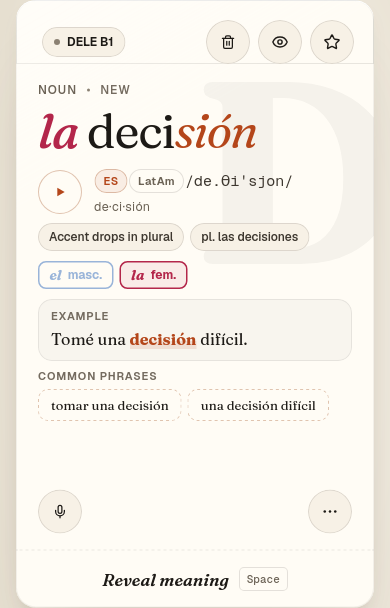 DELE B1
NOUN • NEW
la decisión
ES LatAm /de.θiˈsjon/
de·ci·sión
Accent drops in plural pl. las decisiones
el masc. la fem.
EXAMPLE
Tomé una decisión difícil.
COMMON PHRASES
tomar una decisión una decisión difícil
Reveal meaning Space
D